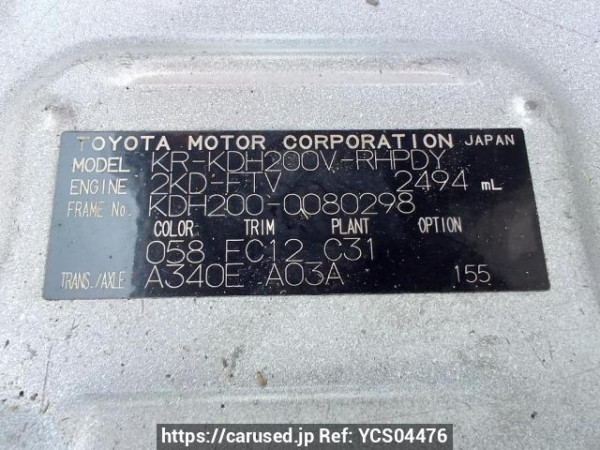 TOYOTA MOTOR CORPORATION JAPAN
MODEL KR-KDH200V-RHPDY
ENGINE 2KD-FTV 2494 mL
FRAME No. KDH200-0080298
COLOR TRIM PLANT OPTION
058 FC12 C31
TRANS./AXLE A340E A03A 155
https://carused.jp Ref: YCS04476